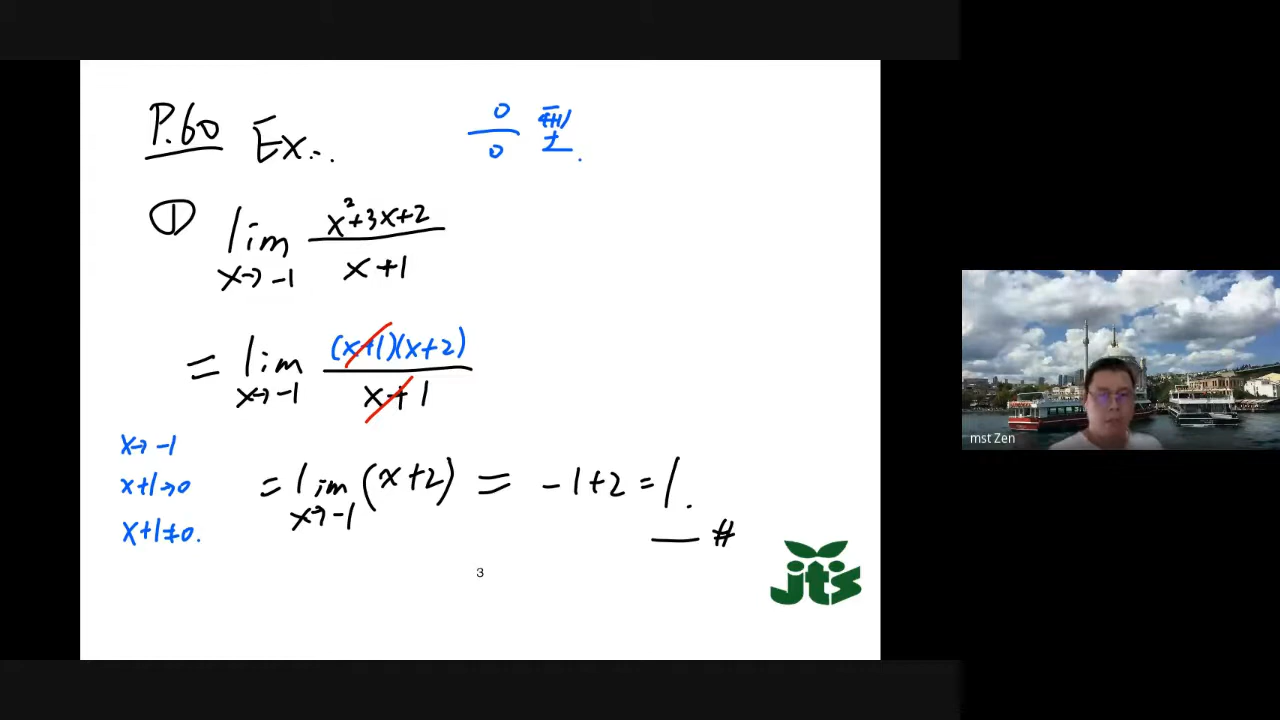 P.60 Ex:.
0/0 型.
① lim x→-1 (x²+3x+2)/(x+1)
= lim x→-1 (x+1)(x+2)/(x+1)
x→-1
x+1→0
x+1≠0.
= lim x→-1 (x+2) = -1+2 = 1. #
3
jts
mst Zen